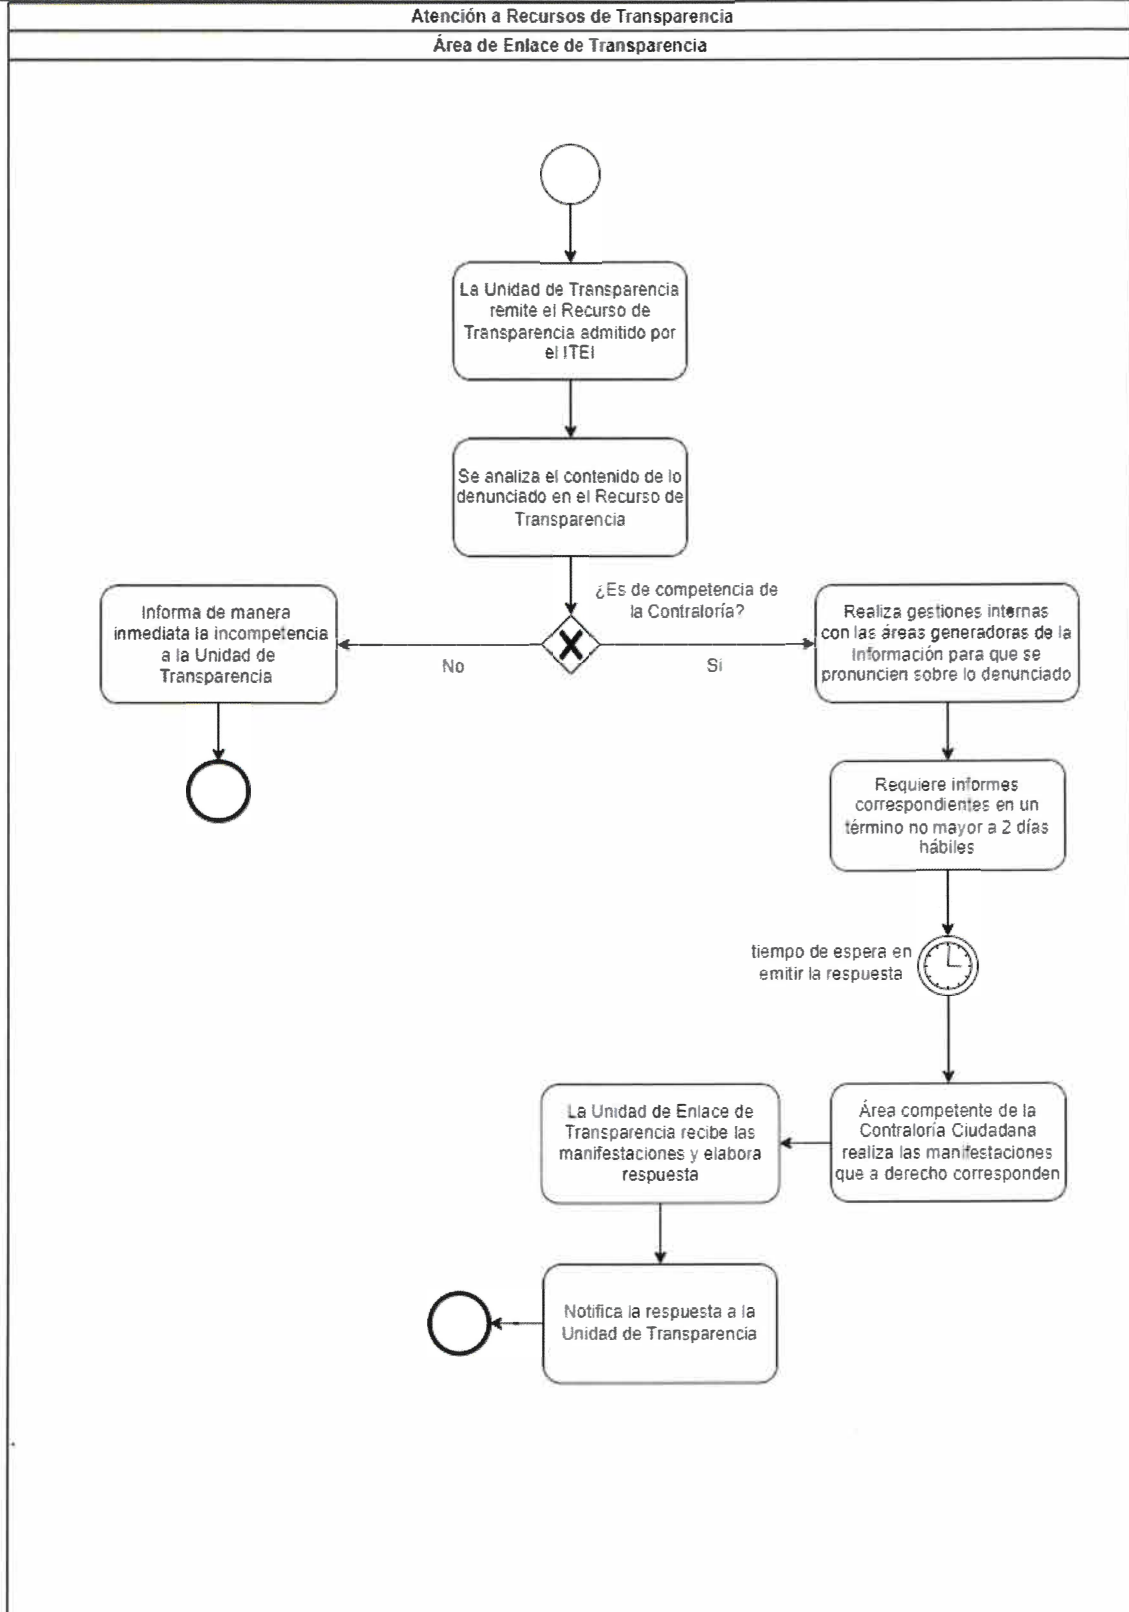 Atención a Recursos de Transparencia
Área de Enlace de Transparencia
La Unidad de Transparencia
remite el Recurso de
Transparencia admitido por
el ITEI
Se analiza el contenido de lo
denunciado en el Recurso de
Transparencia
¿Es de competencia de
la Contraloría?
No
Si
Informa de manera
inmediata la incompetencia
a la Unidad de
Transparencia
Realiza gestiones internas
con las áreas generadoras de la
Información para que se
pronuncien sobre lo denunciado
Requiere informes
correspondientes en un
término no mayor a 2 días
hábiles
tiempo de espera en
emitir la respuesta
Área competente de la
Contraloría Ciudadana
realiza las manifestaciones
que a derecho corresponden
La Unidad de Enlace de
Transparencia recibe las
manifestaciones y elabora
respuesta
Notifica la respuesta a la
Unidad de Transparencia